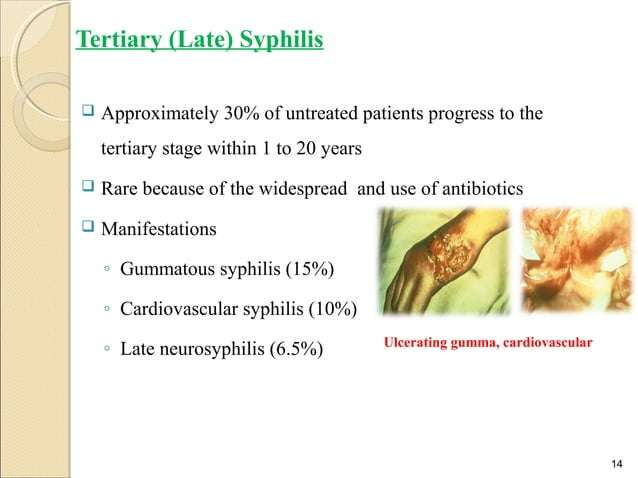 Tertiary (Late) Syphilis
Approximately 30% of untreated patients progress to the
tertiary stage within 1 to 20 years
Rare because of the widespread and use of antibiotics
Manifestations
Gummatous syphilis (15%)
Cardiovascular syphilis (10%)
Late neurosyphilis (6.5%)
Ulcerating gumma, cardiovascular
14